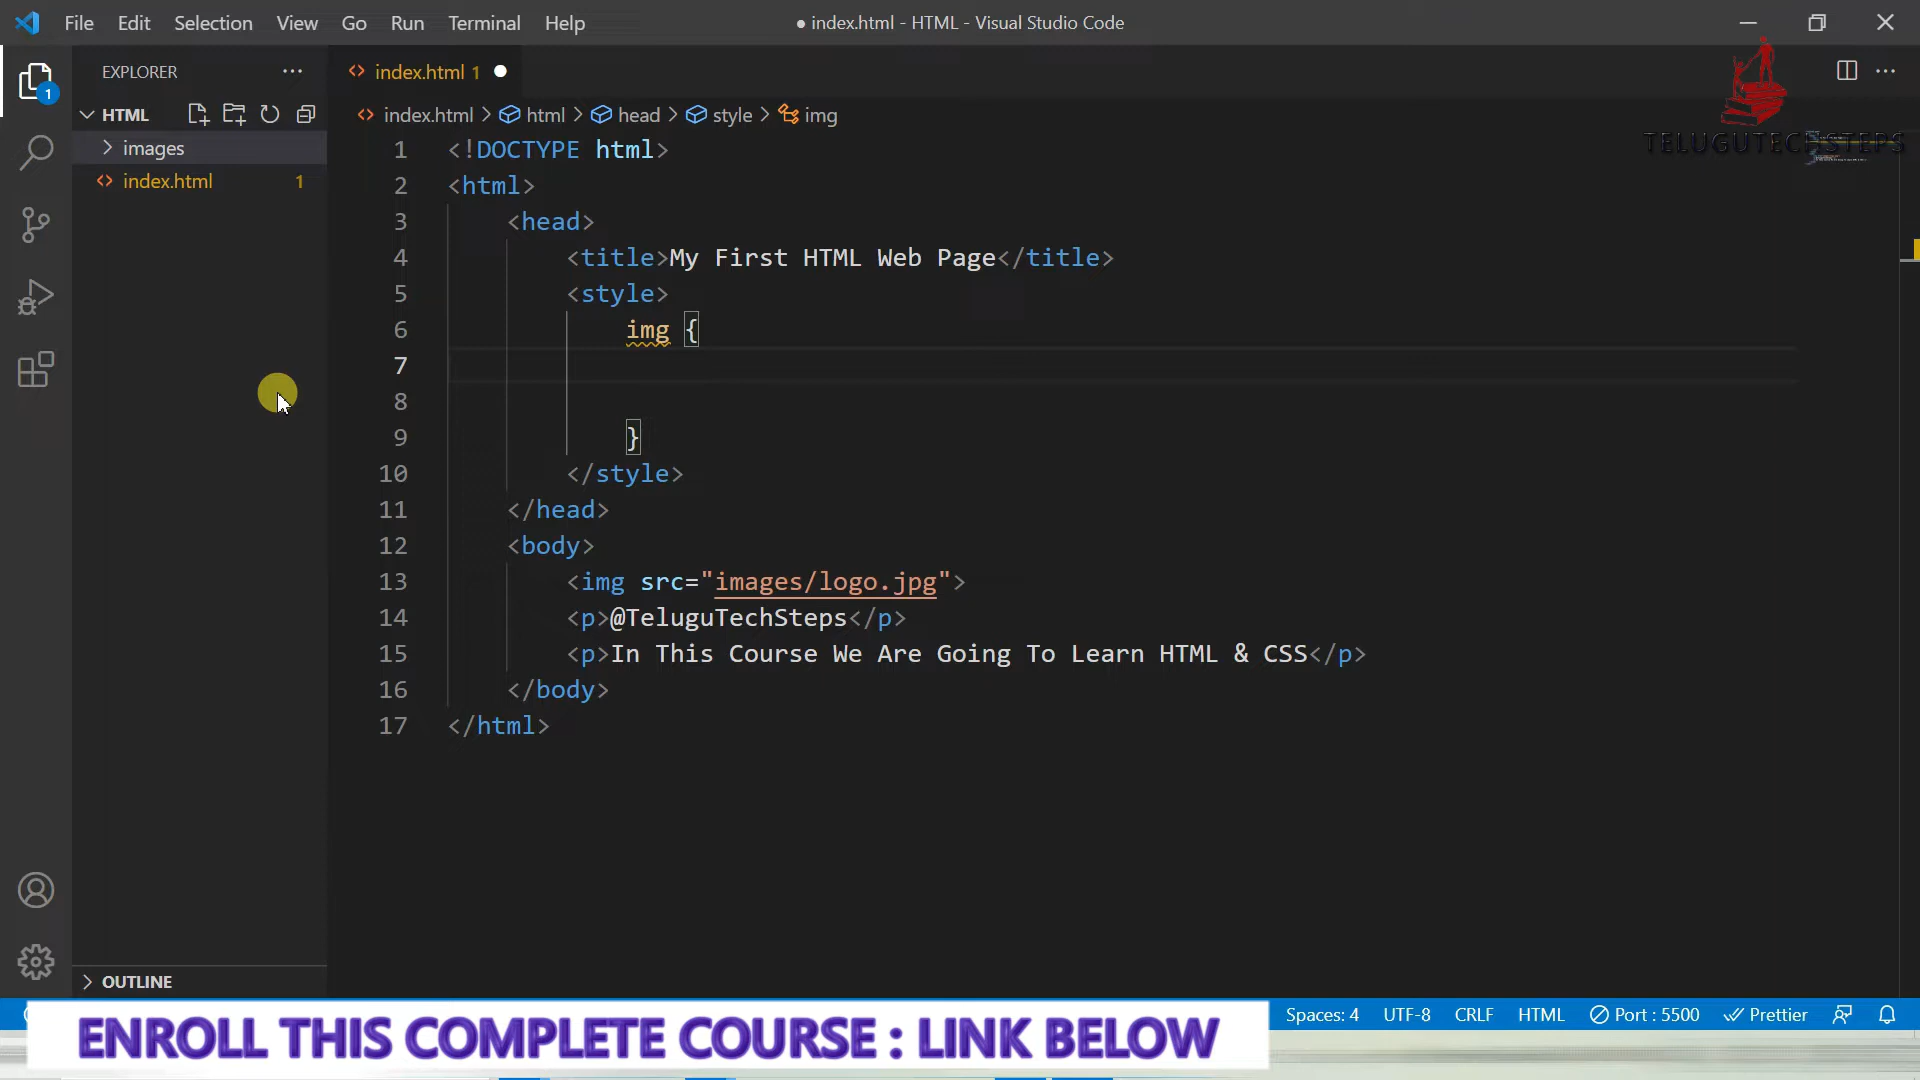 File Edit Selection View Go Run Terminal Help
● index.html - HTML - Visual Studio Code
EXPLORER
index.html 1
HTML
index.html > html > head > style > img
images
index.html 1
1 <!DOCTYPE html>
2 <html>
3 <head>
4 <title>My First HTML Web Page</title>
5 <style>
6 img {
7
8
9 }
10 </style>
11 </head>
12 <body>
13 <img src="images/logo.jpg">
14 <p>@TeluguTechSteps</p>
15 <p>In This Course We Are Going To Learn HTML & CSS</p>
16 </body>
17 </html>
TELUGUTECHSTEPS
1
OUTLINE
Spaces: 4 UTF-8 CRLF HTML Port : 5500 Prettier
ENROLL THIS COMPLETE COURSE : LINK BELOW